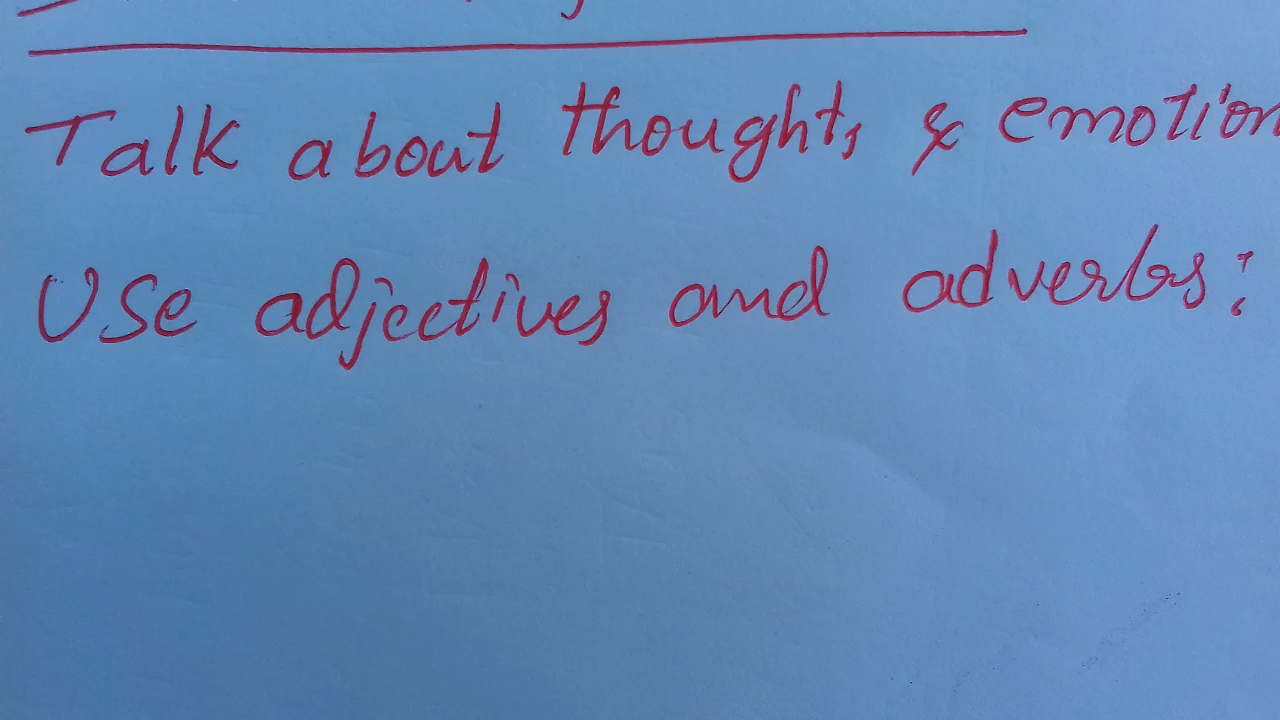 Talk about thoughts & emotion
Use adjectives and adverbs: